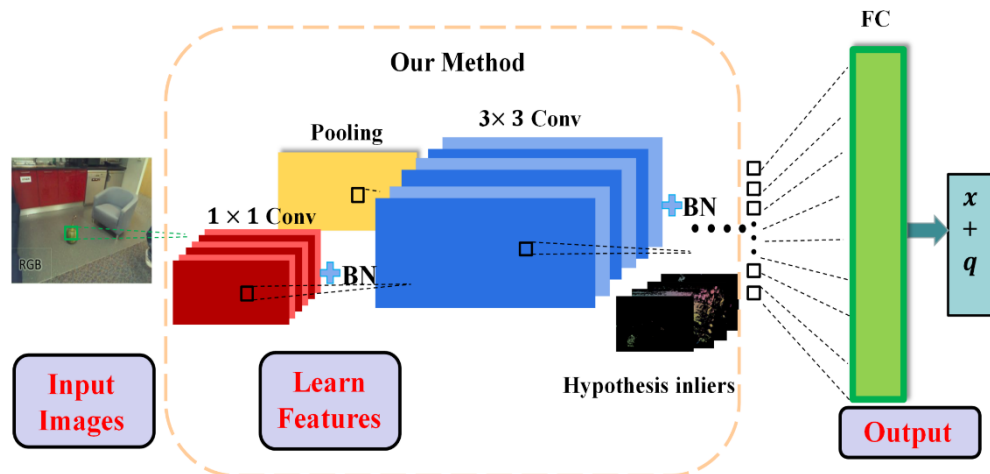 FC
Our Method
3× 3 Conv
Pooling
1 × 1 Conv
BN
BN
RGB
x
+
q
Hypothesis inliers
Input
Images
Learn
Features
Output